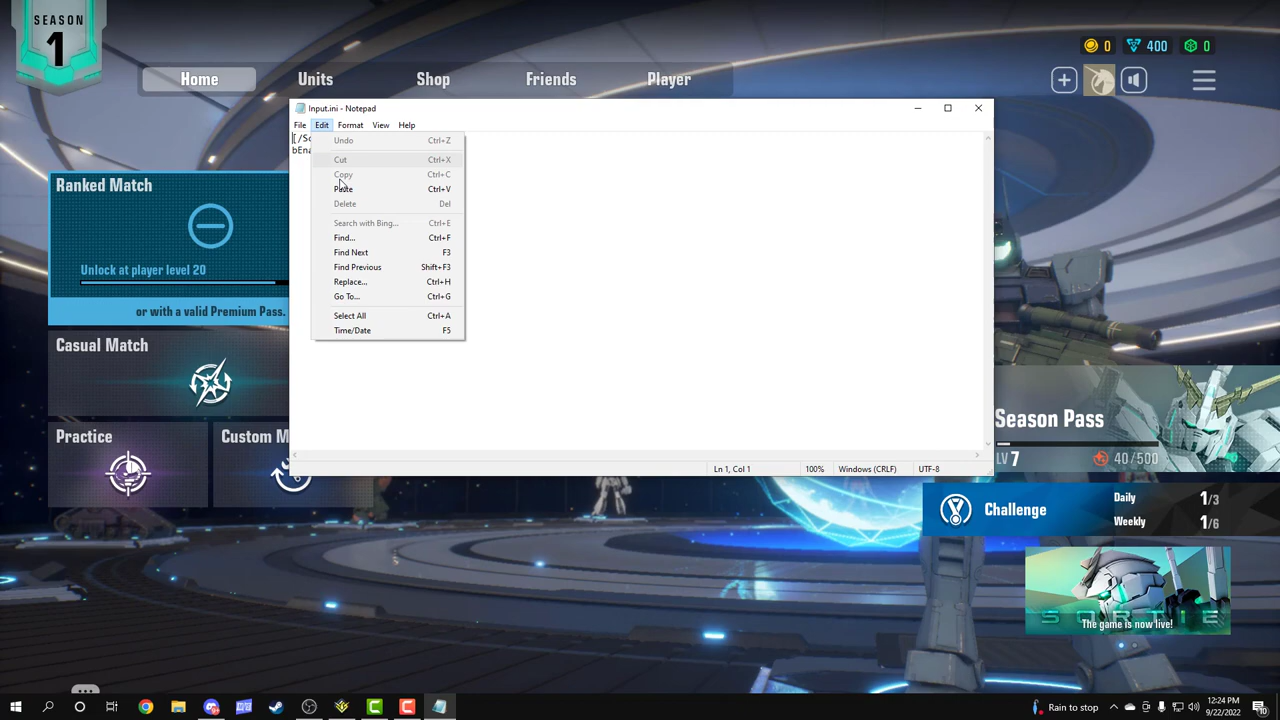 SEASON
1
0
400
0
Home
Units
Shop
Friends
Player
Input.ini - Notepad
File
Edit
Format
View
Help
[/Sc
bEna
Undo Ctrl+Z
Cut Ctrl+X
Copy Ctrl+C
Paste Ctrl+V
Delete Del
Search with Bing... Ctrl+E
Find... Ctrl+F
Find Next F3
Find Previous Shift+F3
Replace... Ctrl+H
Go To... Ctrl+G
Select All Ctrl+A
Time/Date F5
Ln 1, Col 1
100%
Windows (CRLF)
UTF-8
Ranked Match
Unlock at player level 20
or with a valid Premium Pass.
Casual Match
Practice
Custom M
Season Pass
LV 7
40/500
Challenge
Daily 1/3
Weekly 1/6
SORTIE
The game is now live!
Rain to stop
12:24 PM
9/22/2022
10